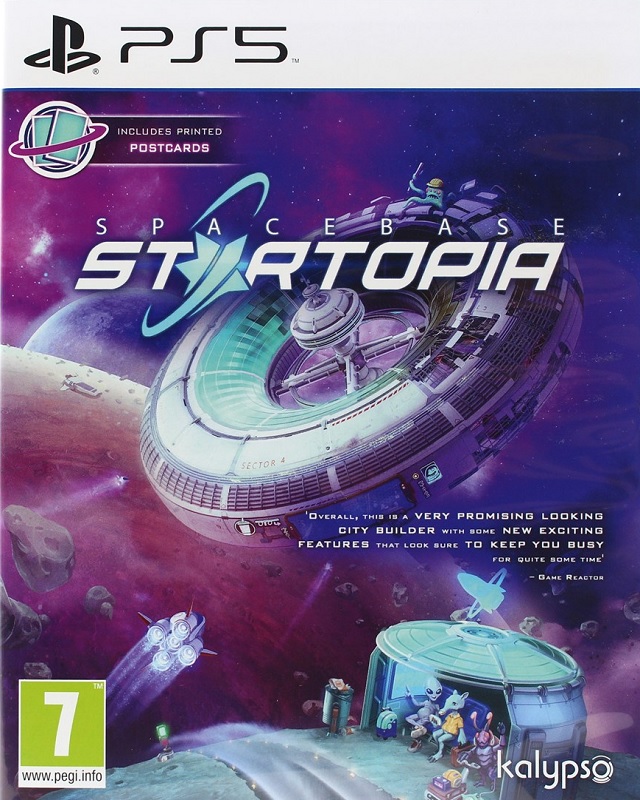 PS5
INCLUDES PRINTED
POSTCARDS
SPACEBASE
STARTOPIA
SECTOR 4
'OVERALL, THIS IS A VERY PROMISING LOOKING
CITY BUILDER WITH SOME NEW EXCITING
FEATURES THAT LOOK SURE TO KEEP YOU BUSY
FOR QUITE SOME TIME'
– GAME REACTOR
7
www.pegi.info
kalypso